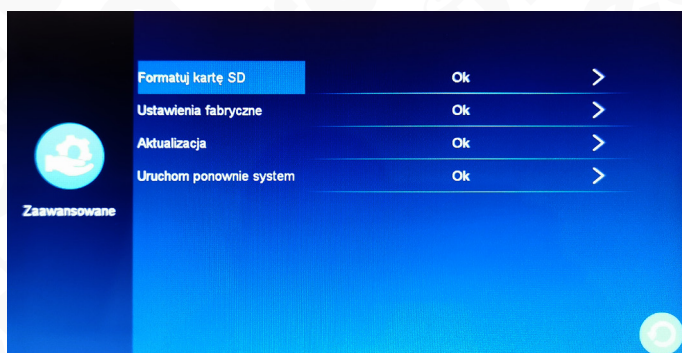 Formatuj kartę SD Ok >
Ustawienia fabryczne Ok >
Aktualizacja Ok >
Uruchom ponownie system Ok >
Zaawansowane